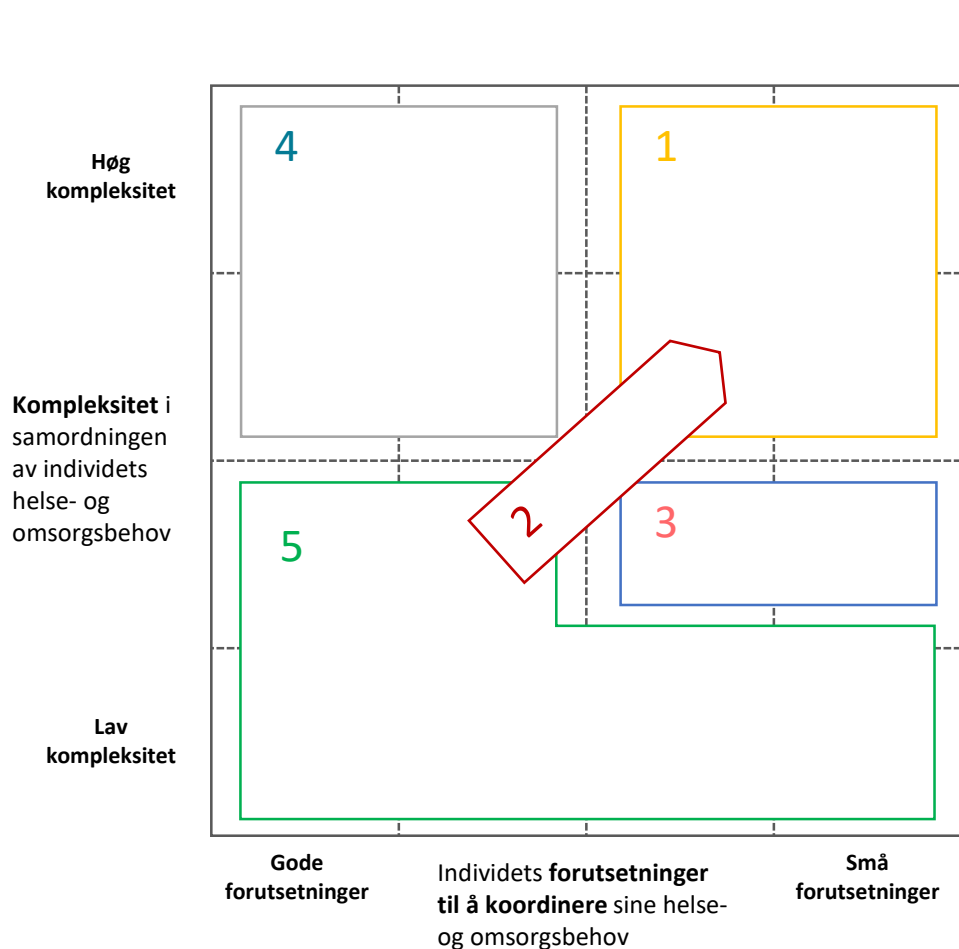 4
1
Høg
kompleksitet
Kompleksitet i
samordningen
av individets
helse- og
omsorgsbehov
2
3
5
Lav
kompleksitet
Gode
forutsetninger
Individets forutsetninger
til å koordinere sine helse-
og omsorgsbehov
Små
forutsetninger